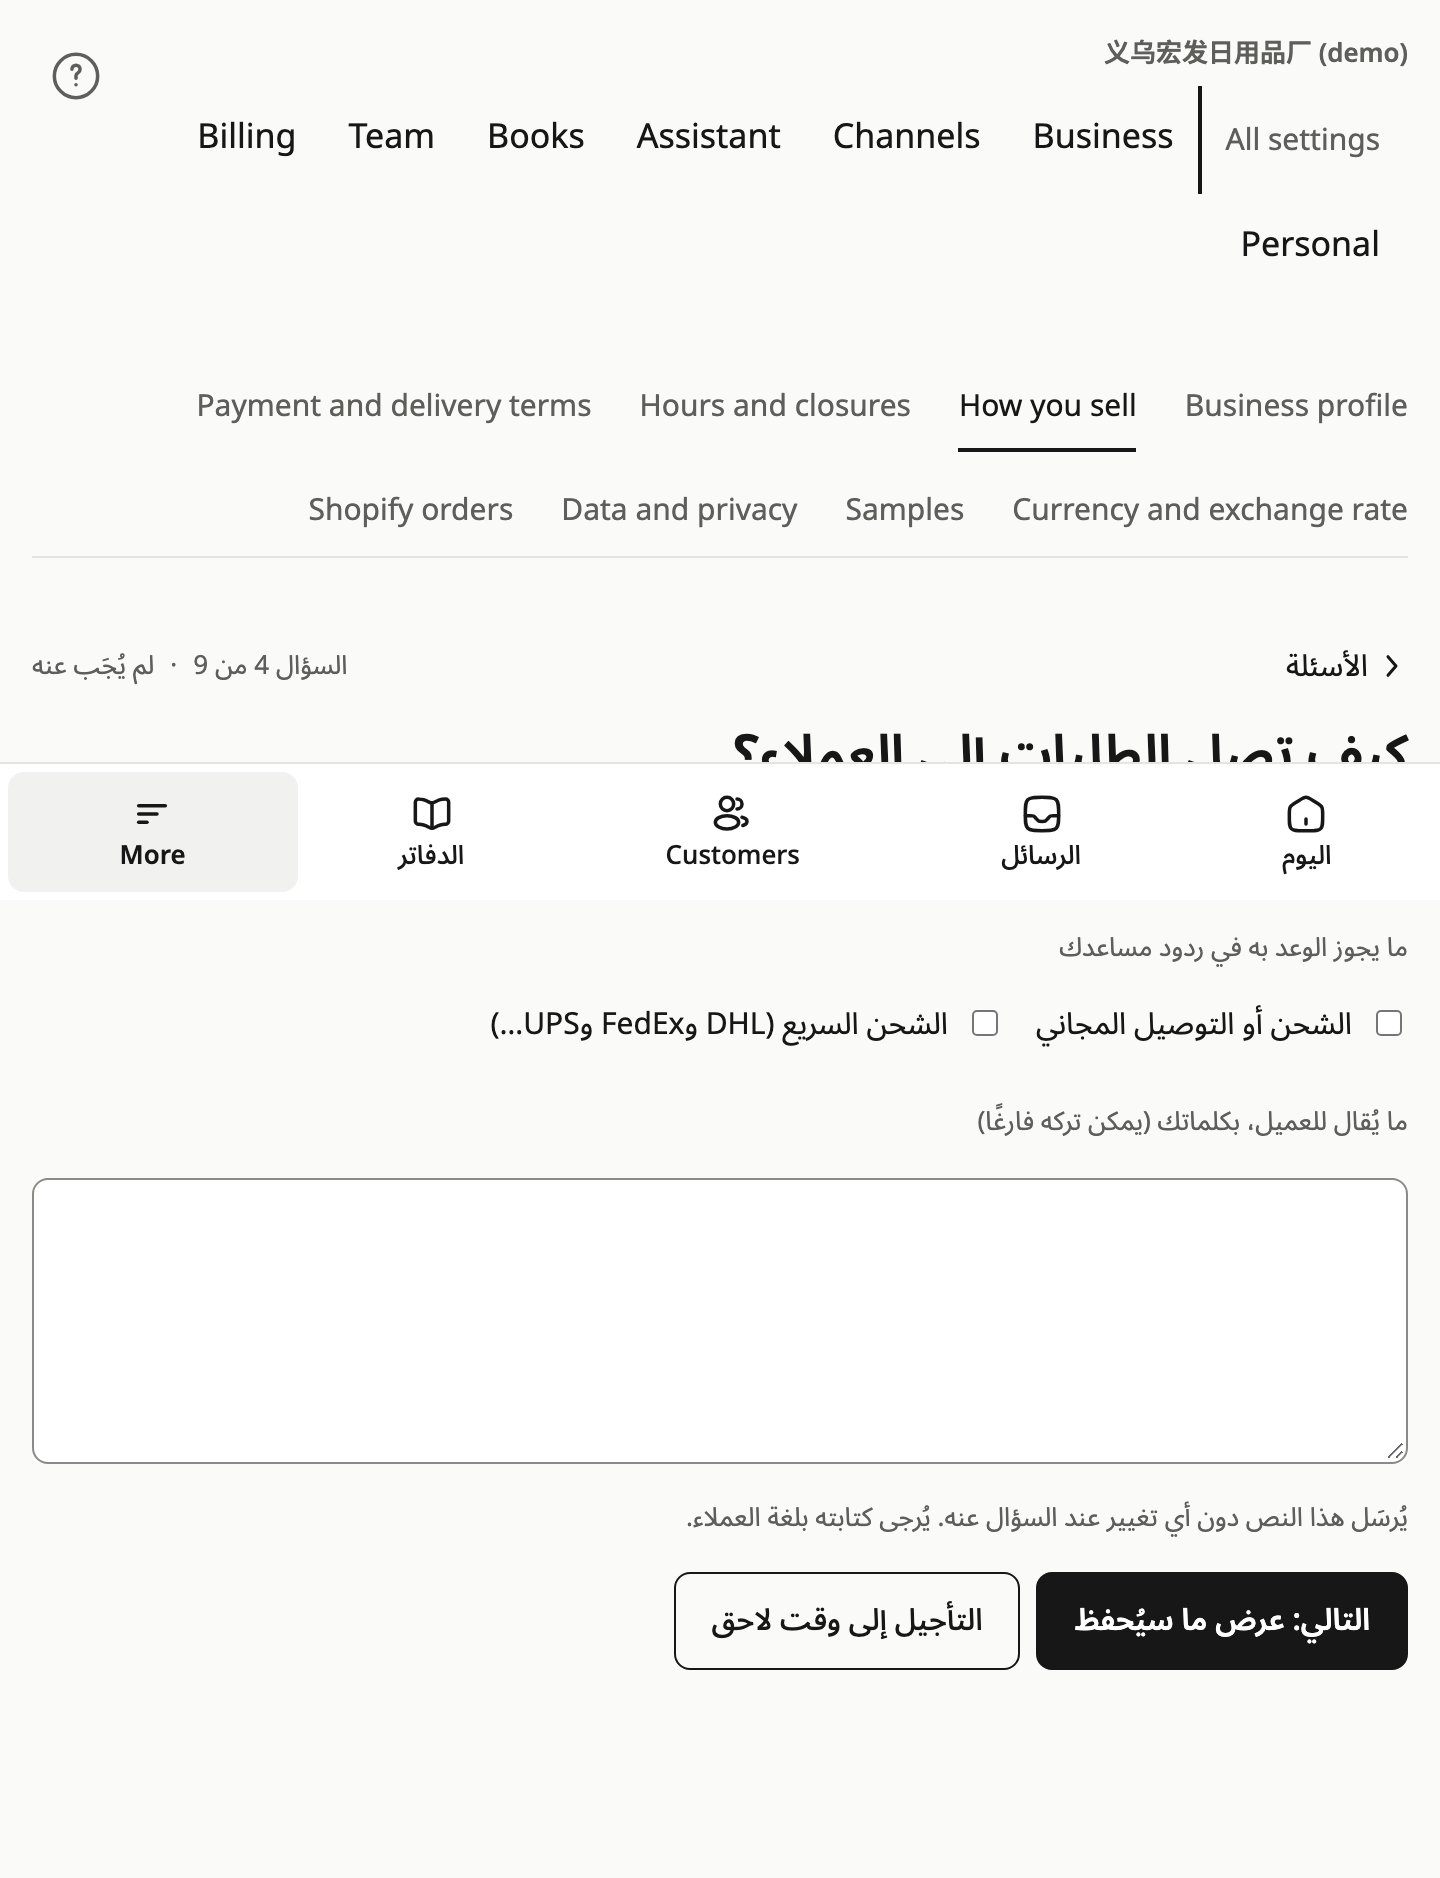 义乌宏发日用品厂 (demo)
All settings
Business
Channels
Assistant
Books
Team
Billing
Personal
Business profile
How you sell
Hours and closures
Payment and delivery terms
Currency and exchange rate
Samples
Data and privacy
Shopify orders
الأسئلة
السؤال 4 من 9 · لم يُجَب عنه
كيف تصل الطلبات إلى العملاء؟
اليوم
الرسائل
Customers
الدفاتر
More
ما يجوز الوعد به في ردود مساعدك
الشحن أو التوصيل المجاني
الشحن السريع (DHL وFedEx وUPS…)
ما يُقال للعميل، بكلماتك (يمكن تركه فارغًا)
يُرسَل هذا النص دون أي تغيير عند السؤال عنه. يُرجى كتابته بلغة العملاء.
التالي: عرض ما سيُحفظ
التأجيل إلى وقت لاحق